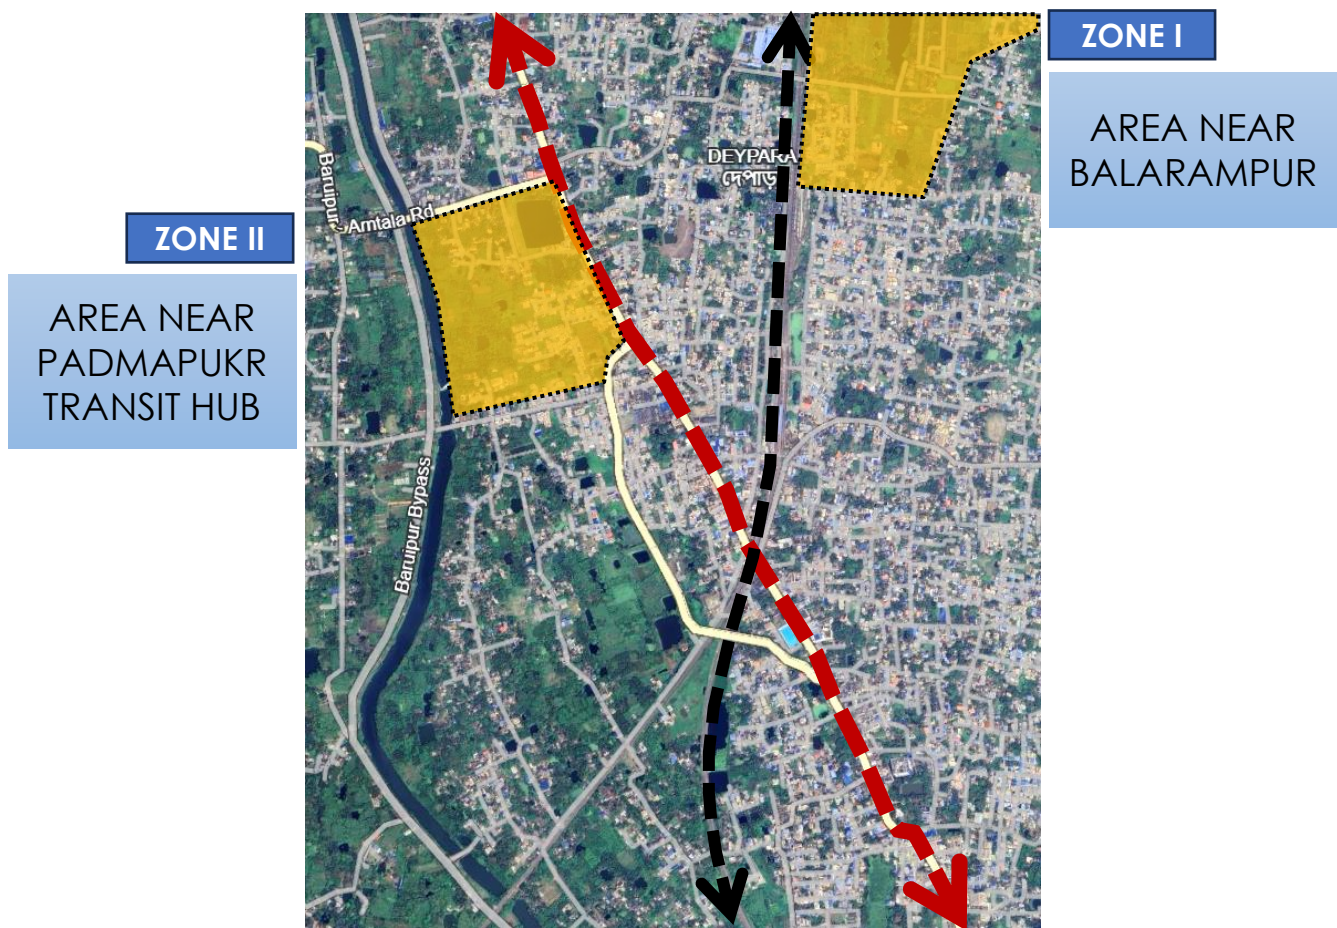 ZONE I
AREA NEAR
BALARAMPUR
DEYPARA
দেপাড়
Baruipur
Amtala Rd
ZONE II
AREA NEAR
PADMAPUKR
TRANSIT HUB
Baruipur Bypass